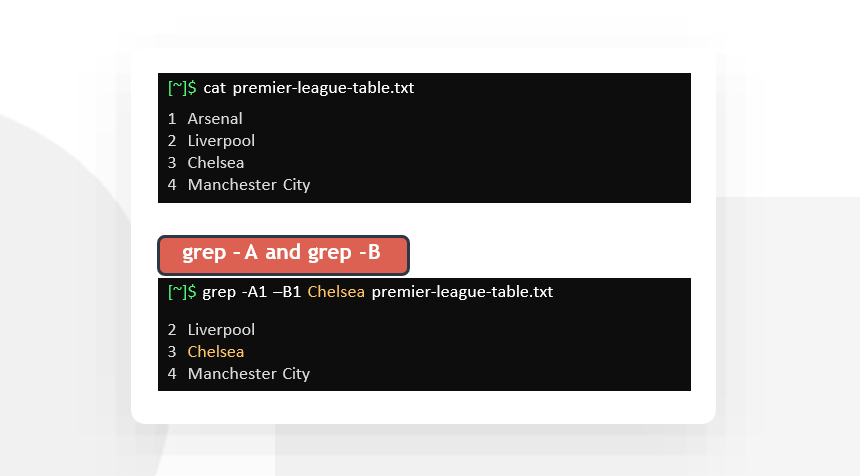 [~]$ cat premier-league-table.txt
1 Arsenal
2 Liverpool
3 Chelsea
4 Manchester City
grep -A and grep -B
[~]$ grep -A1 –B1 Chelsea premier-league-table.txt
2 Liverpool
3 Chelsea
4 Manchester City